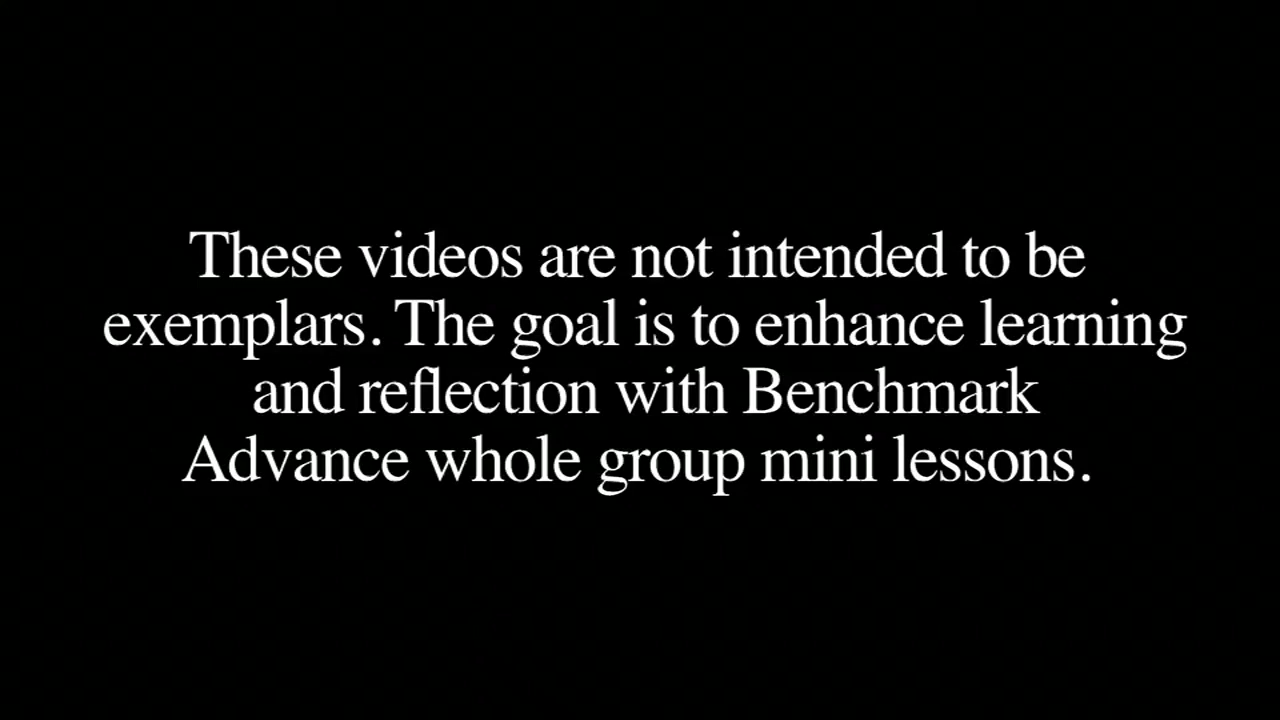 These videos are not intended to be
exemplars. The goal is to enhance learning
and reflection with Benchmark
Advance whole group mini lessons.